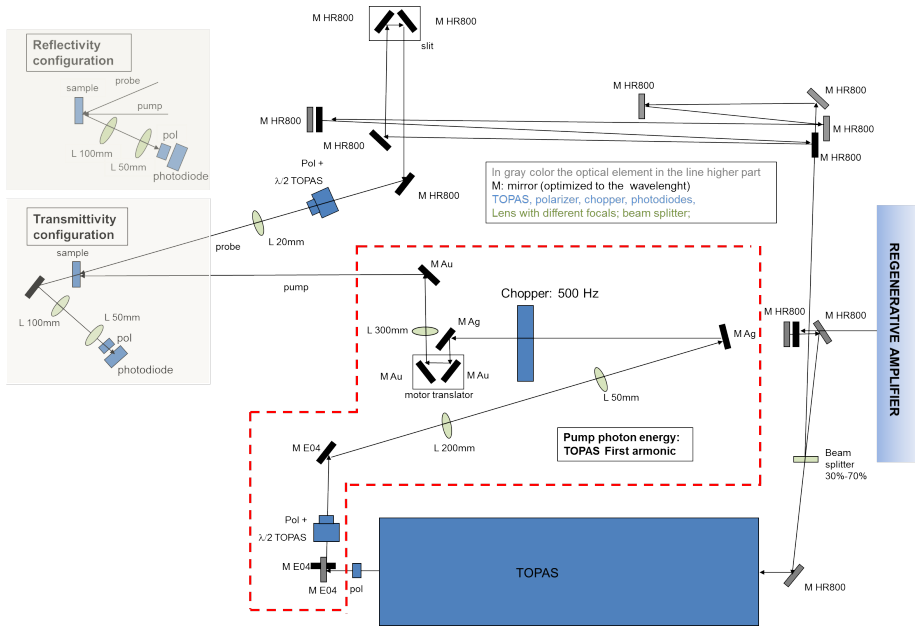 M HR800
M HR800
slit
Reflectivity
configuration
probe
sample
pump
pol
L 100mm
L 50mm
photodiode
M HR800
M HR800
M HR800
M HR800
M HR800
M HR800
Pol +
λ/2 TOPAS
M HR800
In gray color the optical element in the line higher part
M: mirror (optimized to the wavelenght)
TOPAS, polarizer, chopper, photodiodes,
Lens with different focals; beam splitter;
Transmittivity
configuration
sample
probe
L 20mm
pump
L 100mm
L 50mm
pol
photodiode
M Au
Chopper: 500 Hz
L 300mm
M Ag
M Ag
M Au
M Au
motor translator
M HR800
M HR800
REGENERATIVE AMPLIFIER
L 50mm
L 200mm
M E04
Pump photon energy:
TOPAS First armonic
Beam
splitter
30%-70%
Pol +
λ/2 TOPAS
M E04
M E04
pol
TOPAS
M HR800